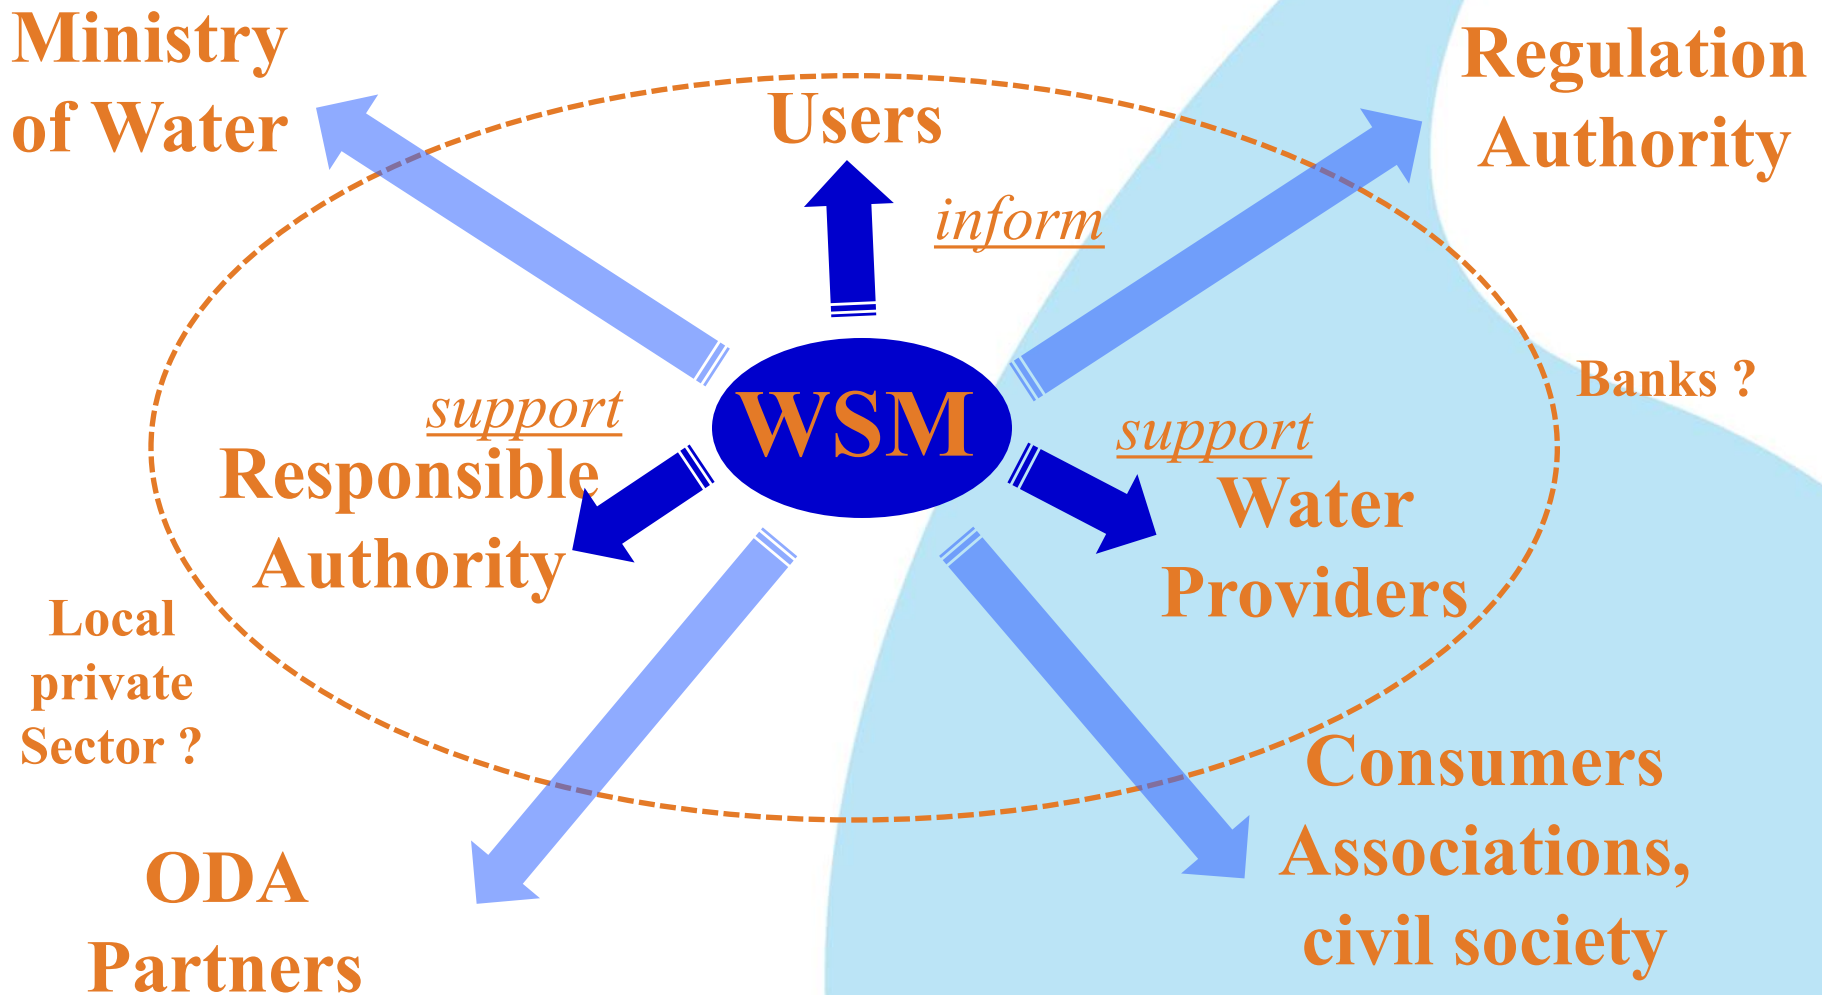 Ministry
of Water
Users
Regulation
Authority
inform
Banks ?
WSM
support
Responsible
Authority
support
Water
Providers
Local
private
Sector ?
Consumers
Associations,
civil society
ODA
Partners